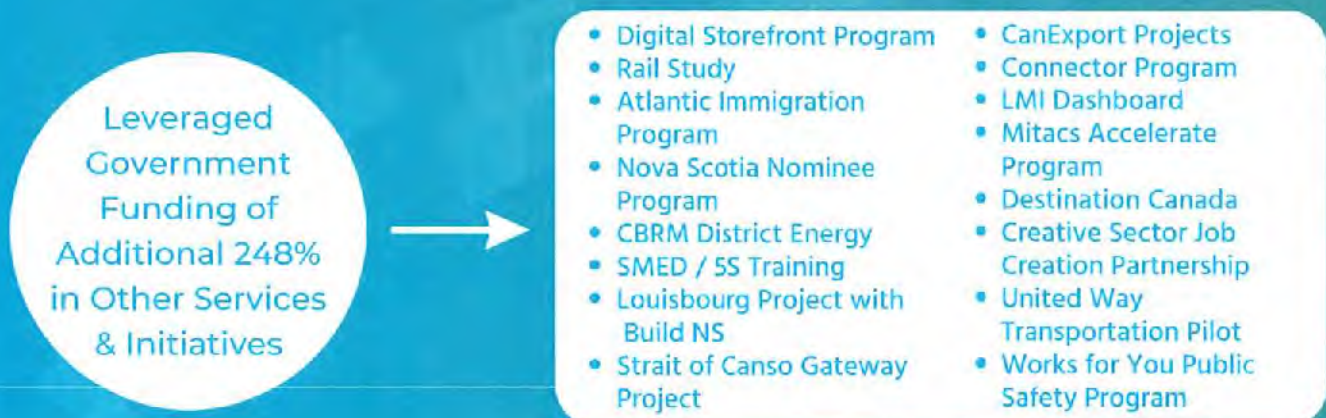 Leveraged
Government
Funding of
Additional 248%
in Other Services
& Initiatives
• Digital Storefront Program
• Rail Study
• Atlantic Immigration
Program
• Nova Scotia Nominee
Program
• CBRM District Energy
• SMED / 5S Training
• Louisbourg Project with
Build NS
• Strait of Canso Gateway
Project
• CanExport Projects
• Connector Program
• LMI Dashboard
• Mitacs Accelerate
Program
• Destination Canada
• Creative Sector Job
Creation Partnership
• United Way
Transportation Pilot
• Works for You Public
Safety Program